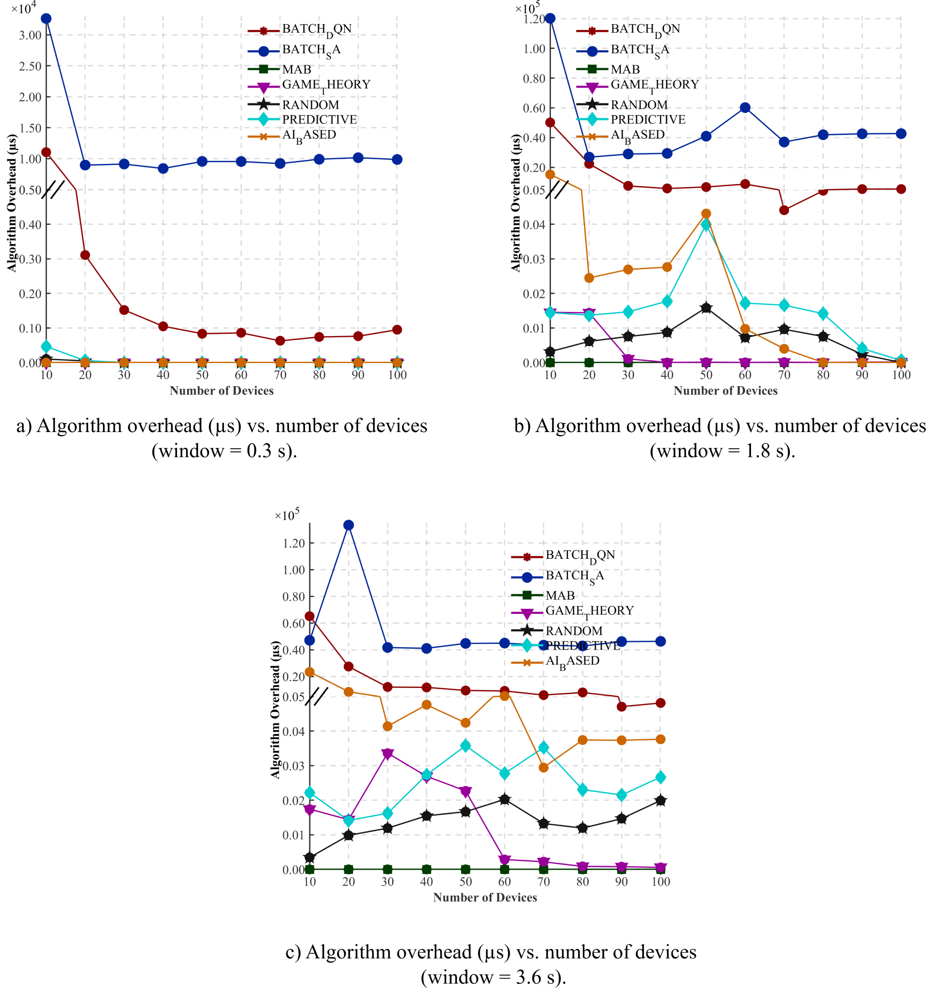 ×10⁴
3.00
2.50
2.00
1.50
1.00
0.50
0.40
0.30
0.20
0.10
0.00
10 20 30 40 50 60 70 80 90 100
Algorithm Overhead (µs)
Number of Devices
BATCH_DQN
BATCH_SA
MAB
GAME_THEORY
RANDOM
PREDICTIVE
AI_BASED
a) Algorithm overhead (µs) vs. number of devices
(window = 0.3 s).
×10⁵
1.20
1.00
0.80
0.60
0.40
0.20
0.05
0.04
0.03
0.02
0.01
0.00
10 20 30 40 50 60 70 80 90 100
Algorithm Overhead (µs)
Number of Devices
BATCH_DQN
BATCH_SA
MAB
GAME_THEORY
RANDOM
PREDICTIVE
AI_BASED
b) Algorithm overhead (µs) vs. number of devices
(window = 1.8 s).
×10⁵
1.20
1.00
0.80
0.60
0.40
0.20
0.05
0.04
0.03
0.02
0.01
0.00
10 20 30 40 50 60 70 80 90 100
Algorithm Overhead (µs)
Number of Devices
BATCH_DQN
BATCH_SA
MAB
GAME_THEORY
RANDOM
PREDICTIVE
AI_BASED
c) Algorithm overhead (µs) vs. number of devices
(window = 3.6 s).